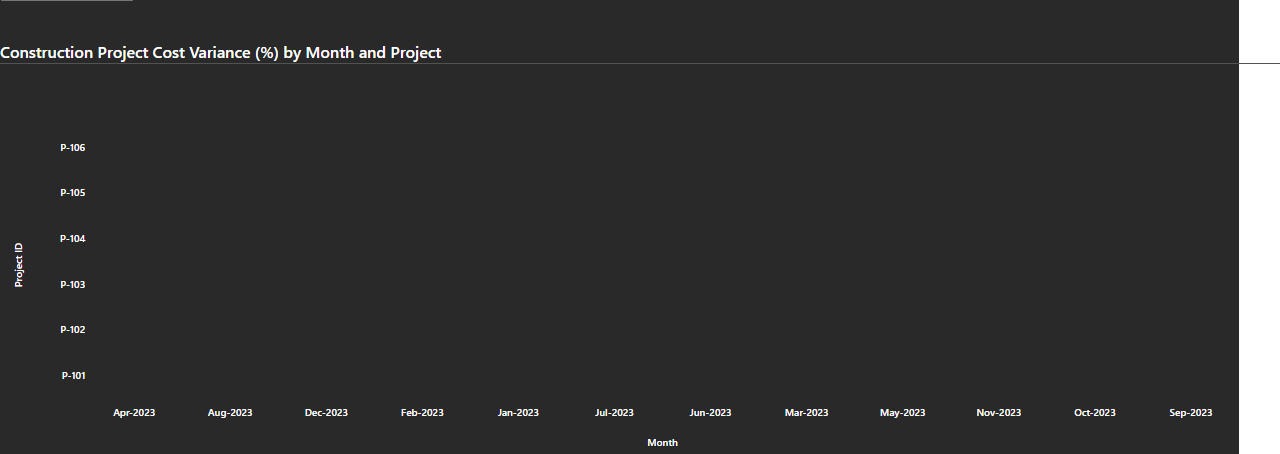 Construction Project Cost Variance (%) by Month and Project
P-106
P-105
P-104
Project ID
P-103
P-102
P-101
Apr-2023 Aug-2023 Dec-2023 Feb-2023 Jan-2023 Jul-2023 Jun-2023 Mar-2023 May-2023 Nov-2023 Oct-2023 Sep-2023
Month